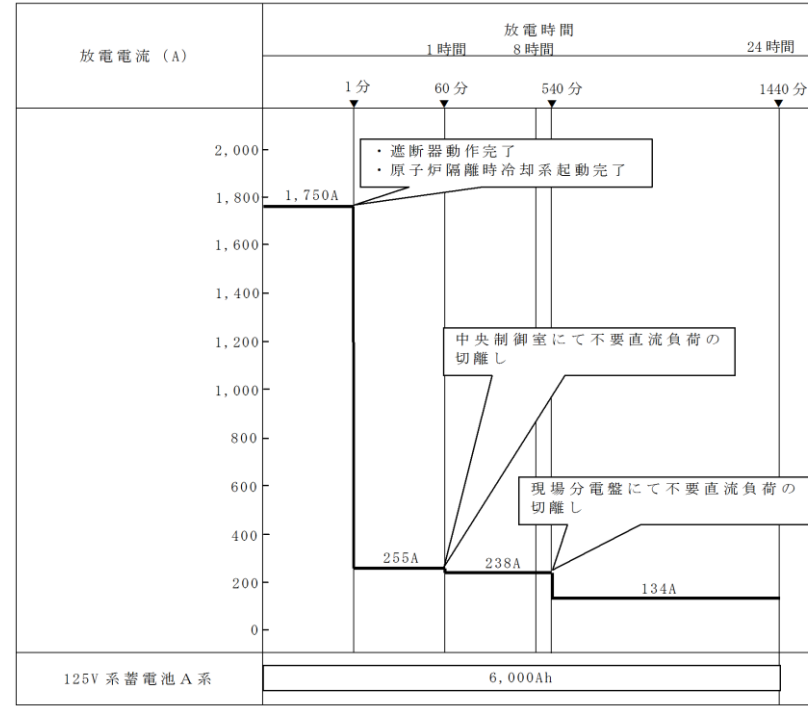 放電電流（A）
放電時間
1時間 8時間 24時間
1分 60分 540分 1440分
・遮断器動作完了
・原子炉隔離時冷却系起動完了
2,000
1,800
1,750A
1,600
1,400
1,200
中央制御室にて不要直流負荷の
切離し
1,000
800
600
現場分電盤にて不要直流負荷の
切離し
400
255A
238A
200
134A
0
125V系蓄電池A系
6,000Ah